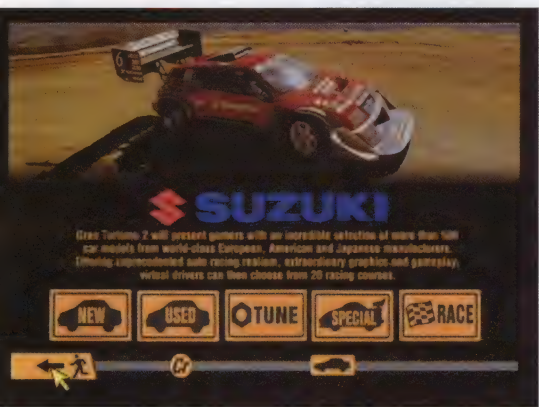 6
SUZUKI
Gran Turismo 2 will present gamers with an incredible selection of more than 500
car models from world-class European, American and Japanese manufacturers.
Offering unprecedented auto racing realism, extraordinary graphics and gameplay,
virtual drivers can then choose from 20 racing courses.
NEW
USED
TUNE
SPECIAL
RACE
Cr